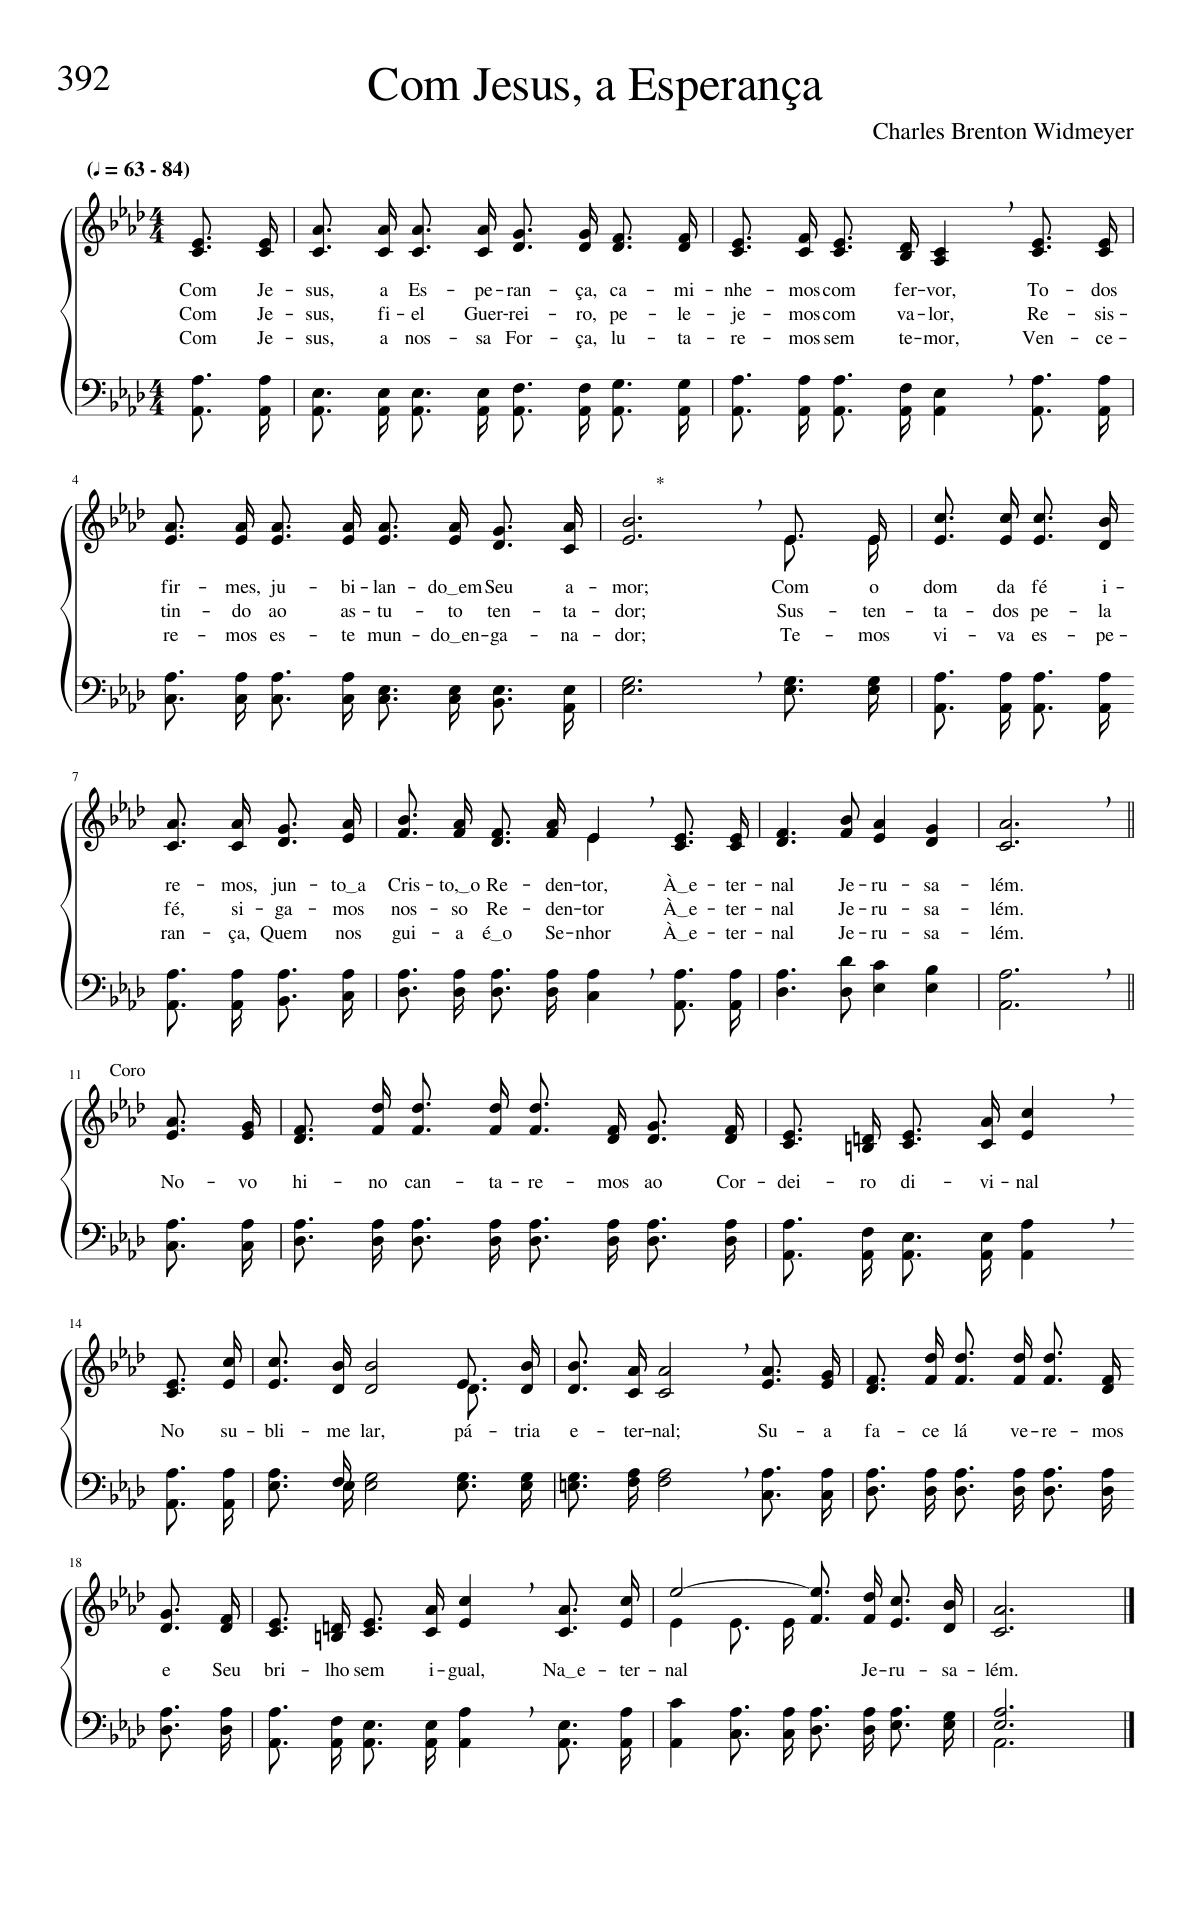 392
Com Jesus, a Esperança
Charles Brenton Widmeyer
(♩ = 63 - 84)
Com Je - sus, a Es - pe - ran - ça, ca - mi - nhe - mos com fer - vor, To - dos
Com Je - sus, fi - el Guer - rei - ro, pe - le - je - mos com va - lor, Re - sis -
Com Je - sus, a nos - sa For - ça, lu - ta - re - mos sem te - mor, Ven - ce -
4
*
fir - mes, ju - bi - lan - do‿em Seu a - mor; Com o dom da fé i -
tin - do ao as - tu - to ten - ta - dor; Sus - ten - ta - dos pe - la
re - mos es - te mun - do‿en - ga - na - dor; Te - mos vi - va es - pe -
7
re - mos, jun - to‿a Cris - to,‿o Re - den - tor, À‿e - ter - nal Je - ru - sa - lém.
fé, si - ga - mos nos - so Re - den - tor À‿e - ter - nal Je - ru - sa - lém.
ran - ça, Quem nos gui - a é‿o Se - nhor À‿e - ter - nal Je - ru - sa - lém.
11
Coro
No - vo hi - no can - ta - re - mos ao Cor - dei - ro di - vi - nal
14
No su - bli - me lar, pá - tria e - ter - nal; Su - a fa - ce lá ve - re - mos
18
e Seu bri - lho sem i - gual, Na‿e - ter - nal Je - ru - sa - lém.